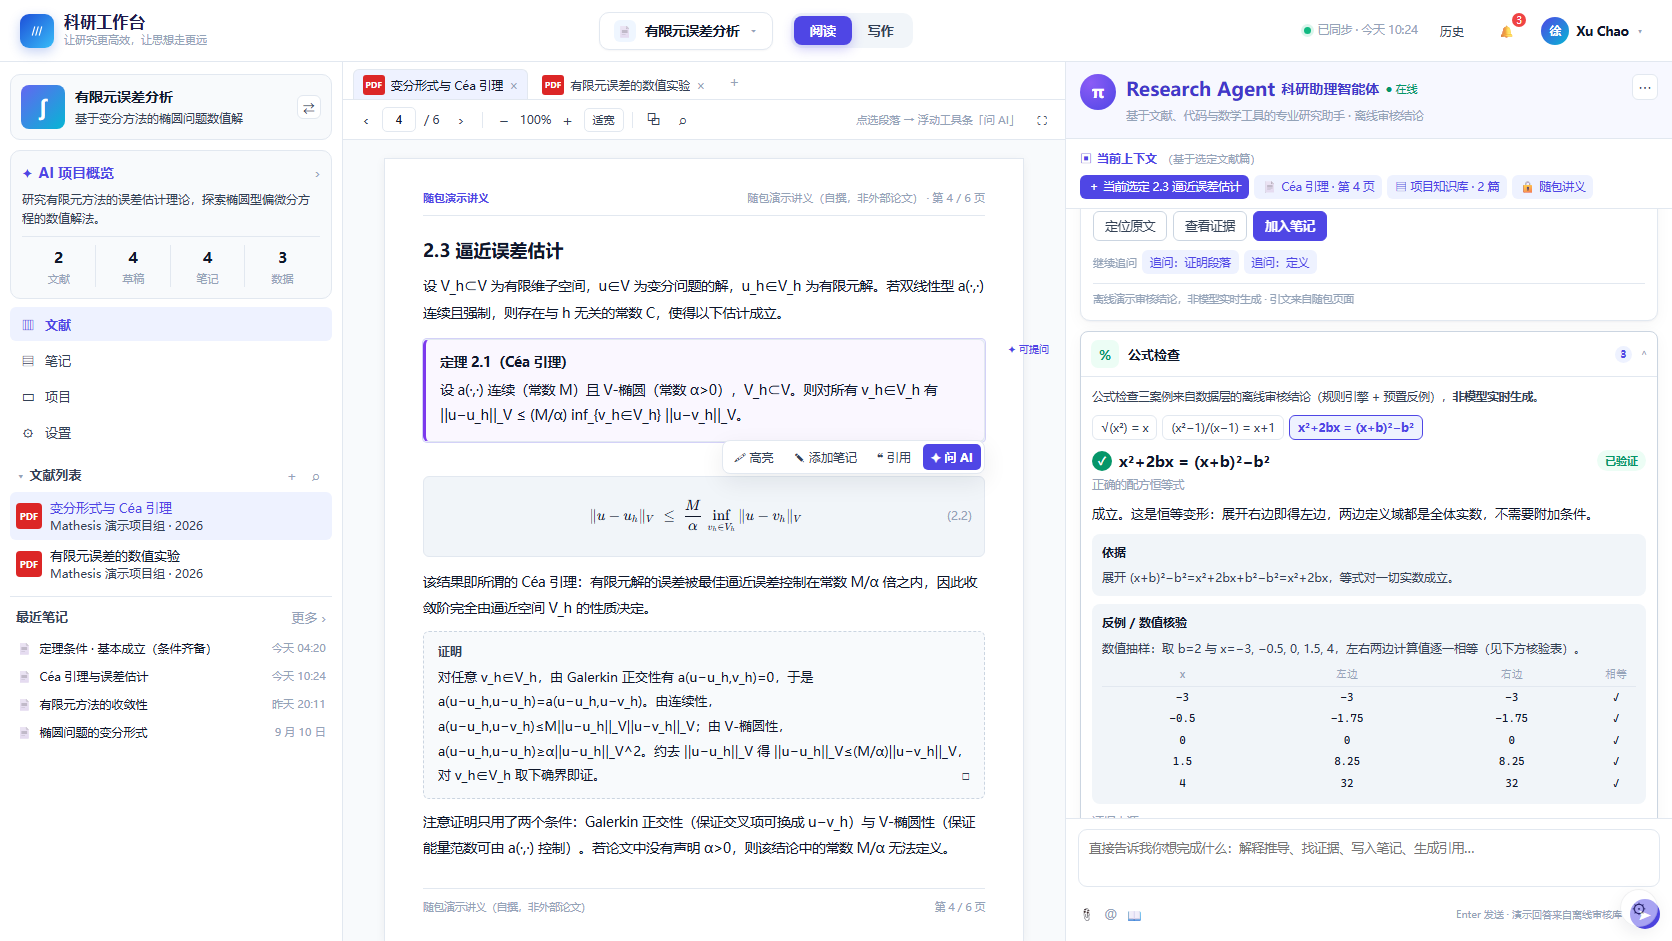 科研工作台
让研究更高效，让思想走更远
有限元误差分析
阅读
写作
已同步 · 今天 10:24
历史
3
徐
Xu Chao
∫
有限元误差分析
基于变分方法的椭圆问题数值解
⇄
✦ AI 项目概览 ›
研究有限元方法的误差估计理论，探索椭圆型偏微分方
程的数值解法。
2 4 4 3
文献 草稿 笔记 数据
文献
笔记
项目
设置
文献列表 +
PDF 变分形式与 Céa 引理
Mathesis 演示项目组 · 2026
PDF 有限元误差的数值实验
Mathesis 演示项目组 · 2026
最近笔记 更多 ›
定理条件 · 基本成立（条件齐备） 今天 04:20
Céa 引理与误差估计 今天 10:24
有限元方法的收敛性 昨天 20:11
椭圆问题的变分形式 9 月 10 日
PDF 变分形式与 Céa 引理 ×
PDF 有限元误差的数值实验 ×
+
‹ 4 / 6 › − 100% + 适宽
点选段落 → 浮动工具条「问 AI」
随包演示讲义
随包演示讲义（自撰，非外部论文） · 第 4 / 6 页
2.3 逼近误差估计
设 V_h⊂V 为有限维子空间，u∈V 为变分问题的解，u_h∈V_h 为有限元解。若双线性型 a(·,·)
连续且强制，则存在与 h 无关的常数 C，使得以下估计成立。
定理 2.1（Céa 引理）
设 a(·,·) 连续（常数 M）且 V-椭圆（常数 α>0），V_h⊂V。则对所有 v_h∈V_h 有
||u−u_h||_V ≤ (M/α) inf_{v_h∈V_h} ||u−v_h||_V。
✦ 可提问
高亮
添加笔记
❝ 引用
✦ 问 AI
‖u − u_h‖_V ≤ M/α inf_{v_h∈V_h} ‖u − v_h‖_V (2.2)
该结果即所谓的 Céa 引理：有限元解的误差被最佳逼近误差控制在常数 M/α 倍之内，因此收
敛阶完全由逼近空间 V_h 的性质决定。
证明
对任意 v_h∈V_h，由 Galerkin 正交性有 a(u−u_h,v_h)=0，于是
a(u−u_h,u−u_h)=a(u−u_h,u−v_h)。由连续性，
a(u−u_h,u−v_h)≤M||u−u_h||_V||u−v_h||_V；由 V-椭圆性，
a(u−u_h,u−u_h)≥α||u−u_h||_V^2。约去 ||u−u_h||_V 得 ||u−u_h||_V≤(M/α)||u−v_h||_V，
对 v_h∈V_h 取下确界即证。 □
注意证明只用了两个条件：Galerkin 正交性（保证交叉项可换成 u−v_h）与 V-椭圆性（保证
能量范数可由 a(·,·) 控制）。若论文中没有声明 α>0，则该结论中的常数 M/α 无法定义。
随包演示讲义（自撰，非外部论文） 第 4 / 6 页
π
Research Agent 科研助理智能体 ● 在线
基于文献、代码与数学工具的专业研究助手 · 离线审核结论
⋯
当前上下文 （基于选定文献篇）
+ 当前选定 2.3 逼近误差估计
Céa 引理 · 第 4 页
项目知识库 · 2 篇
随包讲义
定位原文
查看证据
加入笔记
继续追问 追问：证明段落 追问：定义
离线演示审核结论，非模型实时生成 · 引文来自随包页面
% 公式检查 3
公式检查三案例来自数据层的离线审核结论（规则引擎 + 预置反例），非模型实时生成。
√(x²) = x
(x²−1)/(x−1) = x+1
x²+2bx = (x+b)²−b²
x²+2bx = (x+b)²−b² 已验证
正确的配方恒等式
成立。这是恒等变形：展开右边即得左边，两边定义域都是全体实数，不需要附加条件。
依据
展开 (x+b)²−b²=x²+2bx+b²−b²=x²+2bx，等式对一切实数成立。
反例 / 数值核验
数值抽样：取 b=2 与 x=−3, −0.5, 0, 1.5, 4，左右两边计算值逐一相等（见下方核验表）。
x 左边 右边 相等
−3 −3 −3 ✓
−0.5 −1.75 −1.75 ✓
0 0 0 ✓
1.5 8.25 8.25 ✓
4 32 32 ✓
直接告诉我你想完成什么：解释推导、找证据、写入笔记、生成引用…
@
Enter 发送 · 演示回答来自离线审核库